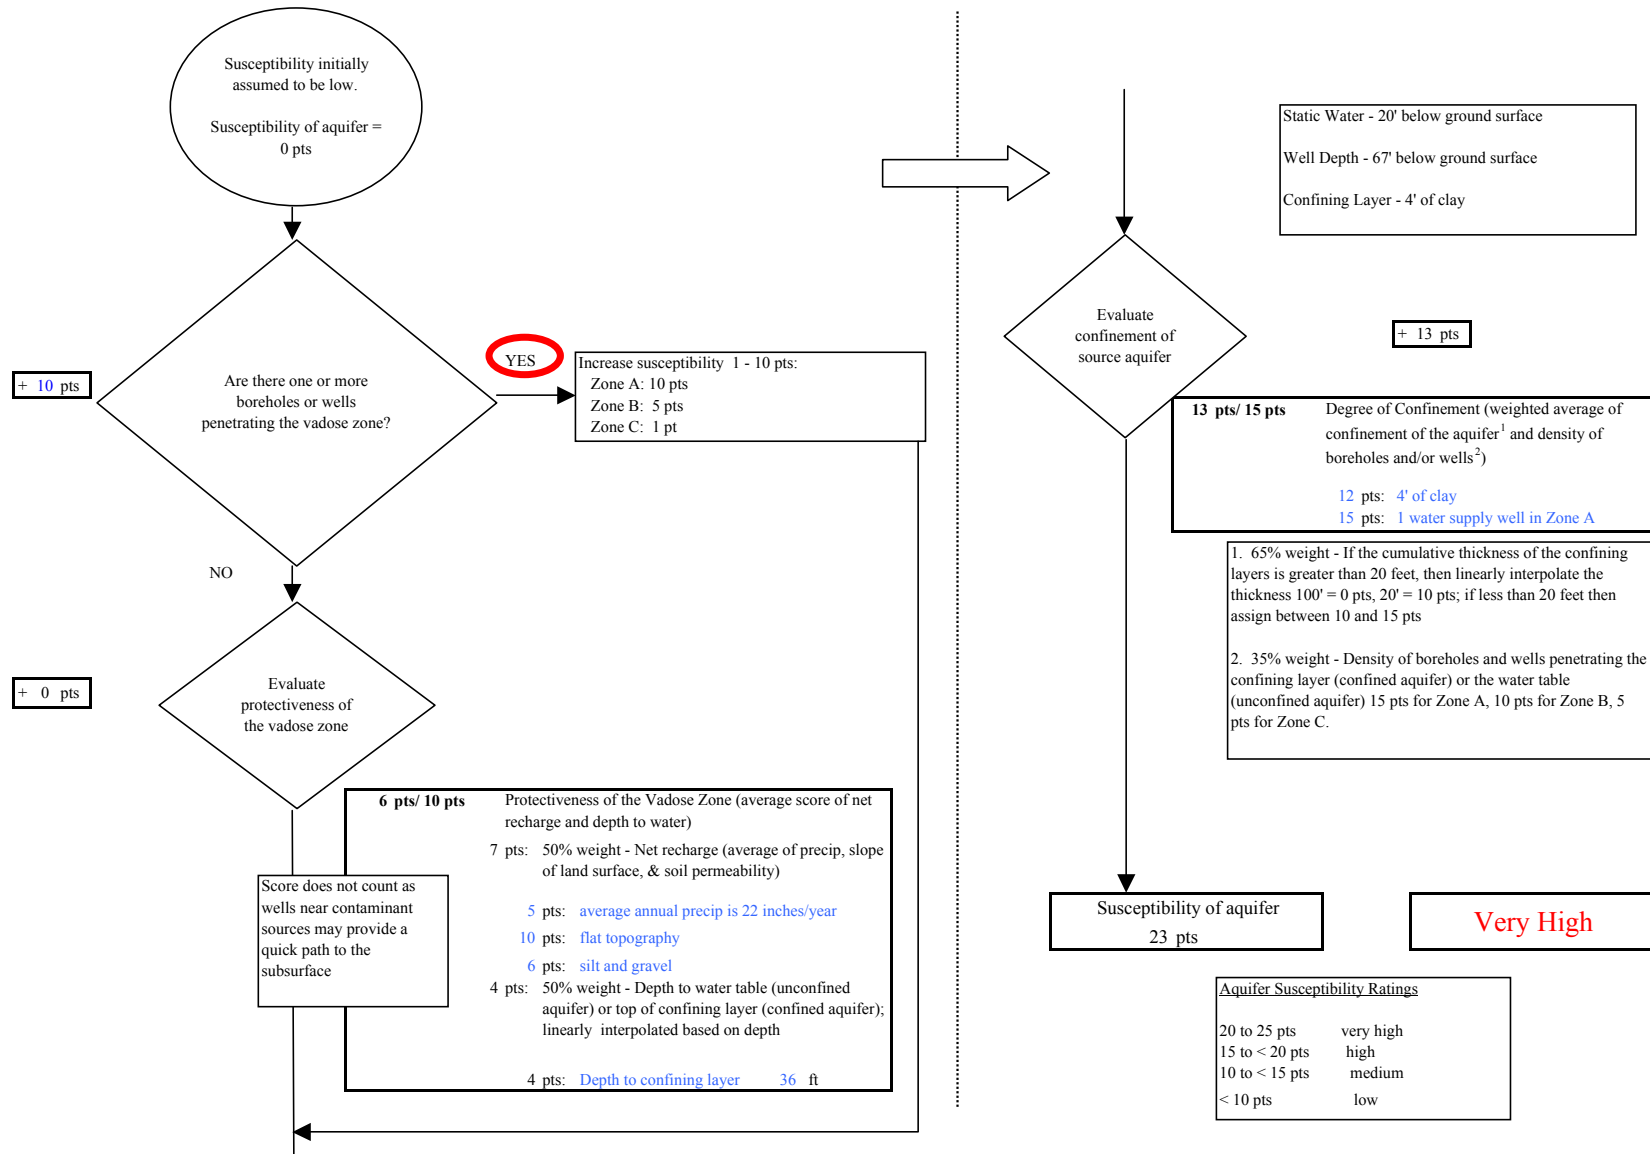 Susceptibility initially
assumed to be low.
Susceptibility of aquifer =
0 pts
+ 10 pts
Are there one or more
boreholes or wells
penetrating the vadose zone?
YES
Increase susceptibility 1 - 10 pts:
Zone A: 10 pts
Zone B: 5 pts
Zone C: 1 pt
NO
+ 0 pts
Evaluate
protectiveness of
the vadose zone
6 pts/ 10 pts
Protectiveness of the Vadose Zone (average score of net
recharge and depth to water)
7 pts: 50% weight - Net recharge (average of precip, slope
of land surface, & soil permeability)
5 pts: average annual precip is 22 inches/year
10 pts: flat topography
6 pts: silt and gravel
4 pts: 50% weight - Depth to water table (unconfined
aquifer) or top of confining layer (confined aquifer);
linearly interpolated based on depth
4 pts: Depth to confining layer 36 ft
Score does not count as
wells near contaminant
sources may provide a
quick path to the
subsurface
Static Water - 20' below ground surface
Well Depth - 67' below ground surface
Confining Layer - 4' of clay
Evaluate
confinement of
source aquifer
+ 13 pts
13 pts/ 15 pts
Degree of Confinement (weighted average of
confinement of the aquifer1 and density of
boreholes and/or wells2)
12 pts: 4' of clay
15 pts: 1 water supply well in Zone A
1. 65% weight - If the cumulative thickness of the confining
layers is greater than 20 feet, then linearly interpolate the
thickness 100' = 0 pts, 20' = 10 pts; if less than 20 feet then
assign between 10 and 15 pts
2. 35% weight - Density of boreholes and wells penetrating the
confining layer (confined aquifer) or the water table
(unconfined aquifer) 15 pts for Zone A, 10 pts for Zone B, 5
pts for Zone C.
Susceptibility of aquifer
23 pts
Very High
Aquifer Susceptibility Ratings
20 to 25 pts very high
15 to < 20 pts high
10 to < 15 pts medium
< 10 pts low